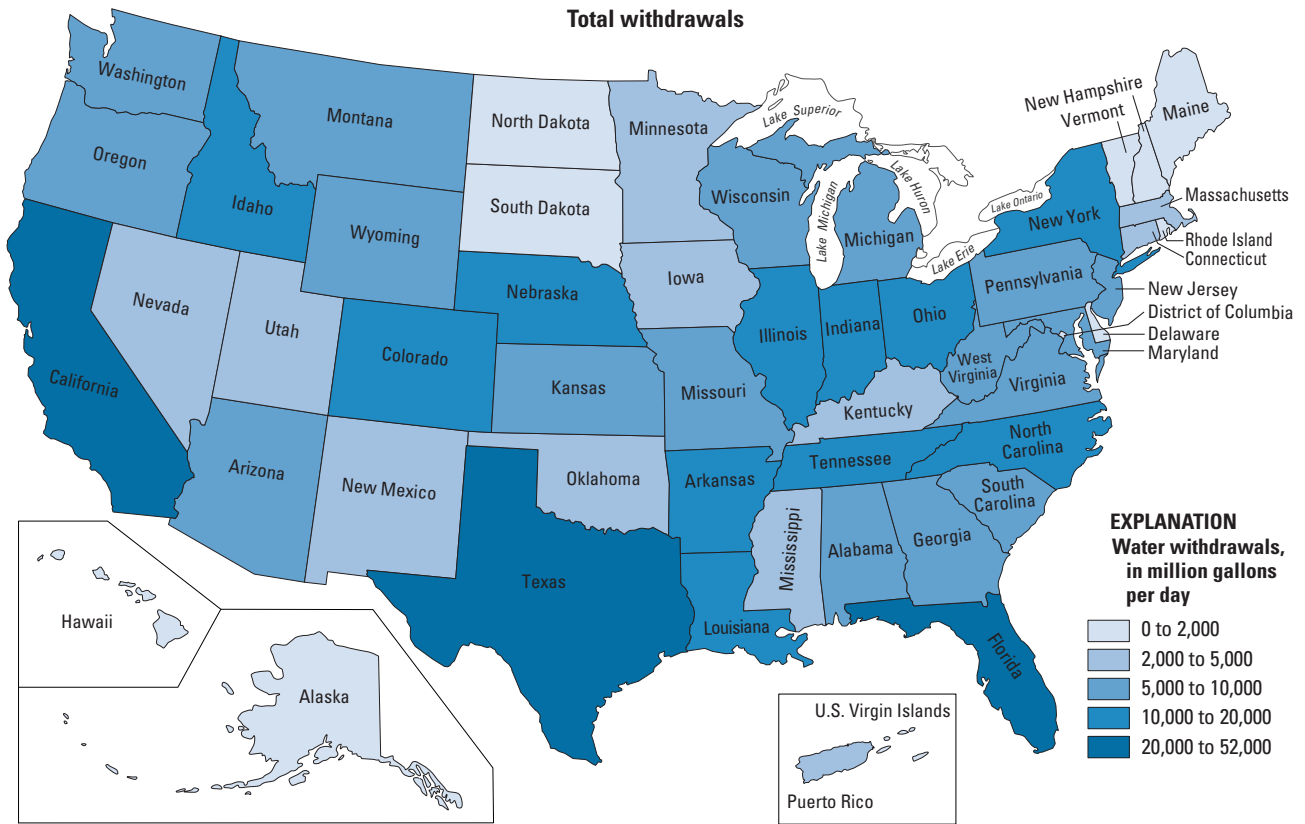 Total withdrawals
Washington
Oregon
California
Nevada
Idaho
Montana
Wyoming
Utah
Colorado
Arizona
New Mexico
North Dakota
South Dakota
Nebraska
Kansas
Oklahoma
Texas
Minnesota
Iowa
Missouri
Arkansas
Louisiana
Wisconsin
Illinois
Indiana
Michigan
Ohio
Kentucky
Tennessee
Mississippi
Alabama
Georgia
Florida
South
Carolina
North
Carolina
Virginia
West
Virginia
Pennsylvania
New York
Lake Superior
Lake Michigan
Lake Huron
Lake Erie
Lake Ontario
New Hampshire
Vermont
Maine
Massachusetts
Rhode Island
Connecticut
New Jersey
District of Columbia
Delaware
Maryland
Hawaii
Alaska
U.S. Virgin Islands
Puerto Rico
EXPLANATION
Water withdrawals,
in million gallons
per day
0 to 2,000
2,000 to 5,000
5,000 to 10,000
10,000 to 20,000
20,000 to 52,000